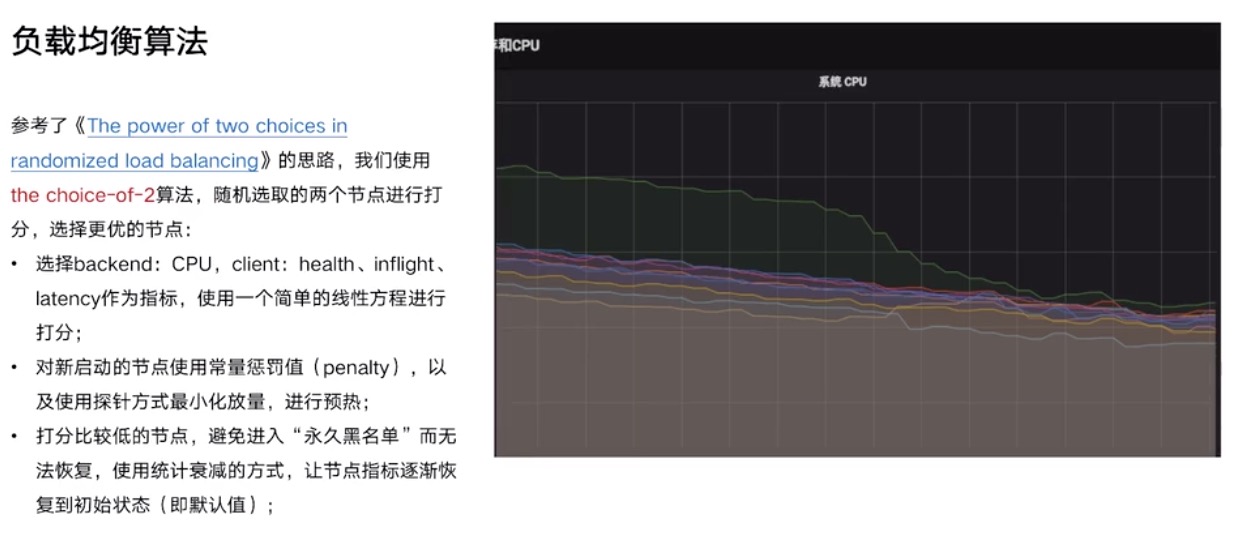 负载均衡算法
参考了《The power of two choices in
randomized load balancing》的思路，我们使用
the choice-of-2算法，随机选取的两个节点进行打
分，选择更优的节点：
• 选择backend：CPU，client：health、inflight、
latency作为指标，使用一个简单的线性方程进行
打分；
• 对新启动的节点使用常量惩罚值（penalty），以
及使用探针方式最小化放量，进行预热；
• 打分比较低的节点，避免进入“永久黑名单”而无
法恢复，使用统计衰减的方式，让节点指标逐渐恢
复到初始状态（即默认值）；
和CPU
系统 CPU